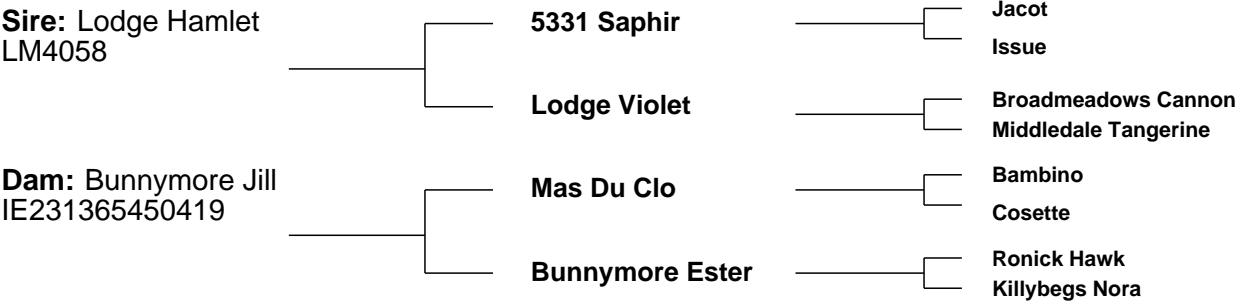 Sire: Lodge Hamlet
LM4058
5331 Saphir
Jacot
Issue
Lodge Violet
Broadmeadows Cannon
Middledale Tangerine
Dam: Bunnymore Jill
IE231365450419
Mas Du Clo
Bambino
Cosette
Bunnymore Ester
Ronick Hawk
Killybegs Nora